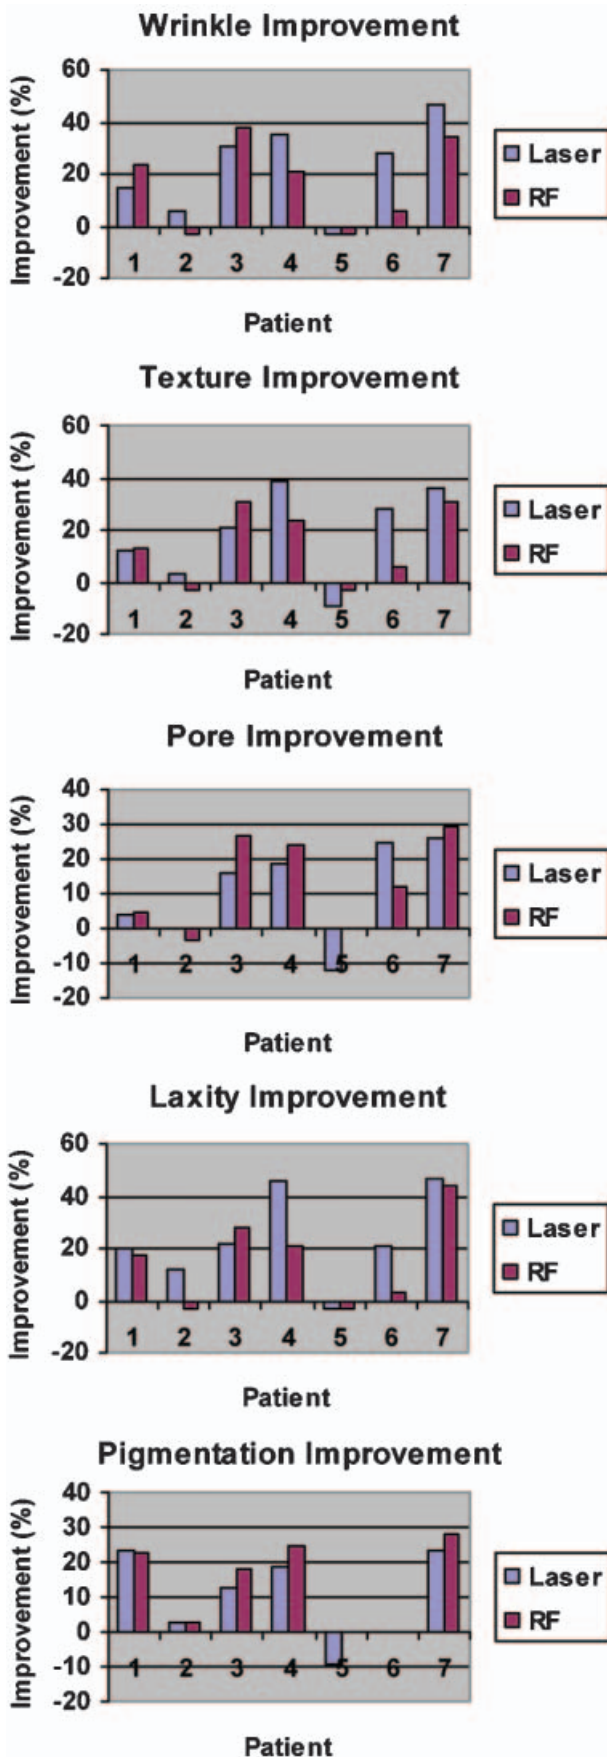 Wrinkle Improvement
Improvement (%)
60
40
20
0
-20
1 2 3 4 5 6 7
Patient
Laser
RF
Texture Improvement
Improvement (%)
60
40
20
0
-20
1 2 3 4 5 6 7
Patient
Laser
RF
Pore Improvement
Improvement (%)
40
30
20
10
0
-10
-20
1 2 3 4 5 6 7
Patient
Laser
RF
Laxity Improvement
Improvement (%)
60
40
20
0
-20
1 2 3 4 5 6 7
Patient
Laser
RF
Pigmentation Improvement
Improvement (%)
40
30
20
10
0
-10
-20
1 2 3 4 5 6 7
Patient
Laser
RF